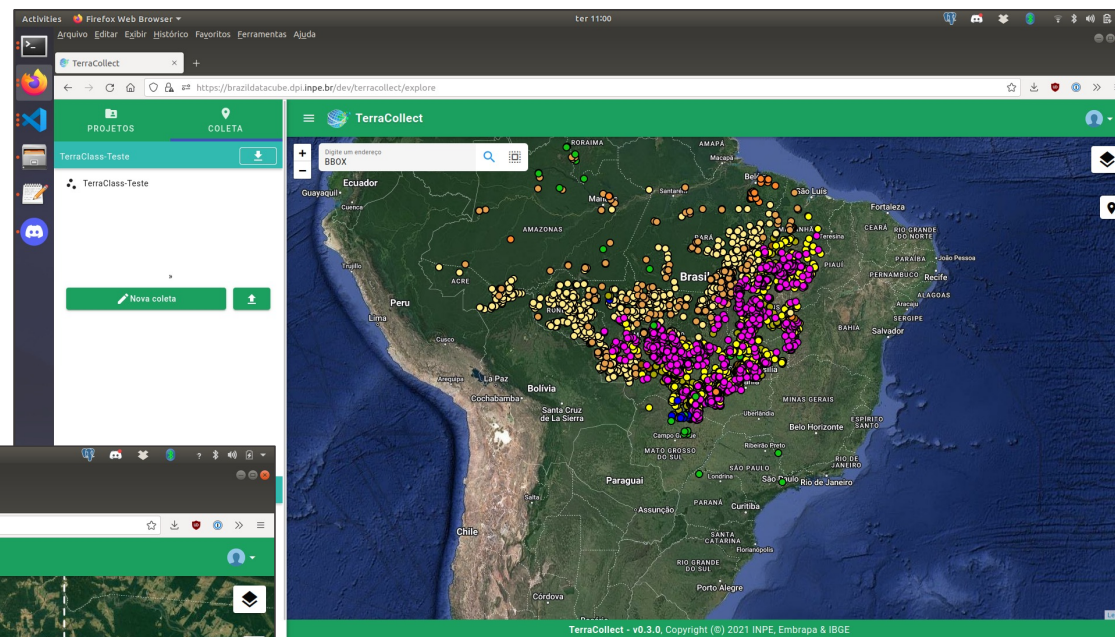 Activities
Firefox Web Browser
ter 11:00
Arquivo Editar Exibir Histórico Favoritos Ferramentas Ajuda
TerraCollect
https://brazildatacube.dpi.inpe.br/dev/terracollect/explore
PROJETOS
COLETA
TerraCollect
TerraClass-Teste
TerraClass-Teste
Nova coleta
Digite um endereço
BBOX
RORAIMA
AMAPÁ
Macapá
Ecuador
Guayaquil
Cuenca
Santarém
São Luís
Fortaleza
AMAZONAS
CEARÁ
RIO GRANDE
DO NORTE
PARÁ
Teresina
Trujillo
PIAUÍ
PARAÍBA
João Pessoa
ACRE
Brasil
PERNAMBUCO
Recife
Peru
ALAGOAS
Aracaju
Lima
SERGIPE
BAHIA
Salvador
Cusco
Arequipa
La Paz
Bolivia
Cochabamba
MINAS GERAIS
Santa Cruz
de La Sierra
Uberlândia
ESPÍRITO
SANTO
Belo Horizonte
MATO GROSSO
DO SUL
Ribeirão Preto
RIO DE
JANEIRO
SÃO PAULO
Paraguai
Londrina
São Paulo
Rio de Janeiro
Salta
Assunção
PARANÁ
Curitiba
Chile
SANTA
CATARINA
Florianópolis
RIO GRANDE
DO SUL
Porto Alegre
Córdova
TerraCollect - v0.3.0, Copyright (©) 2021 INPE, Embrapa & IBGE